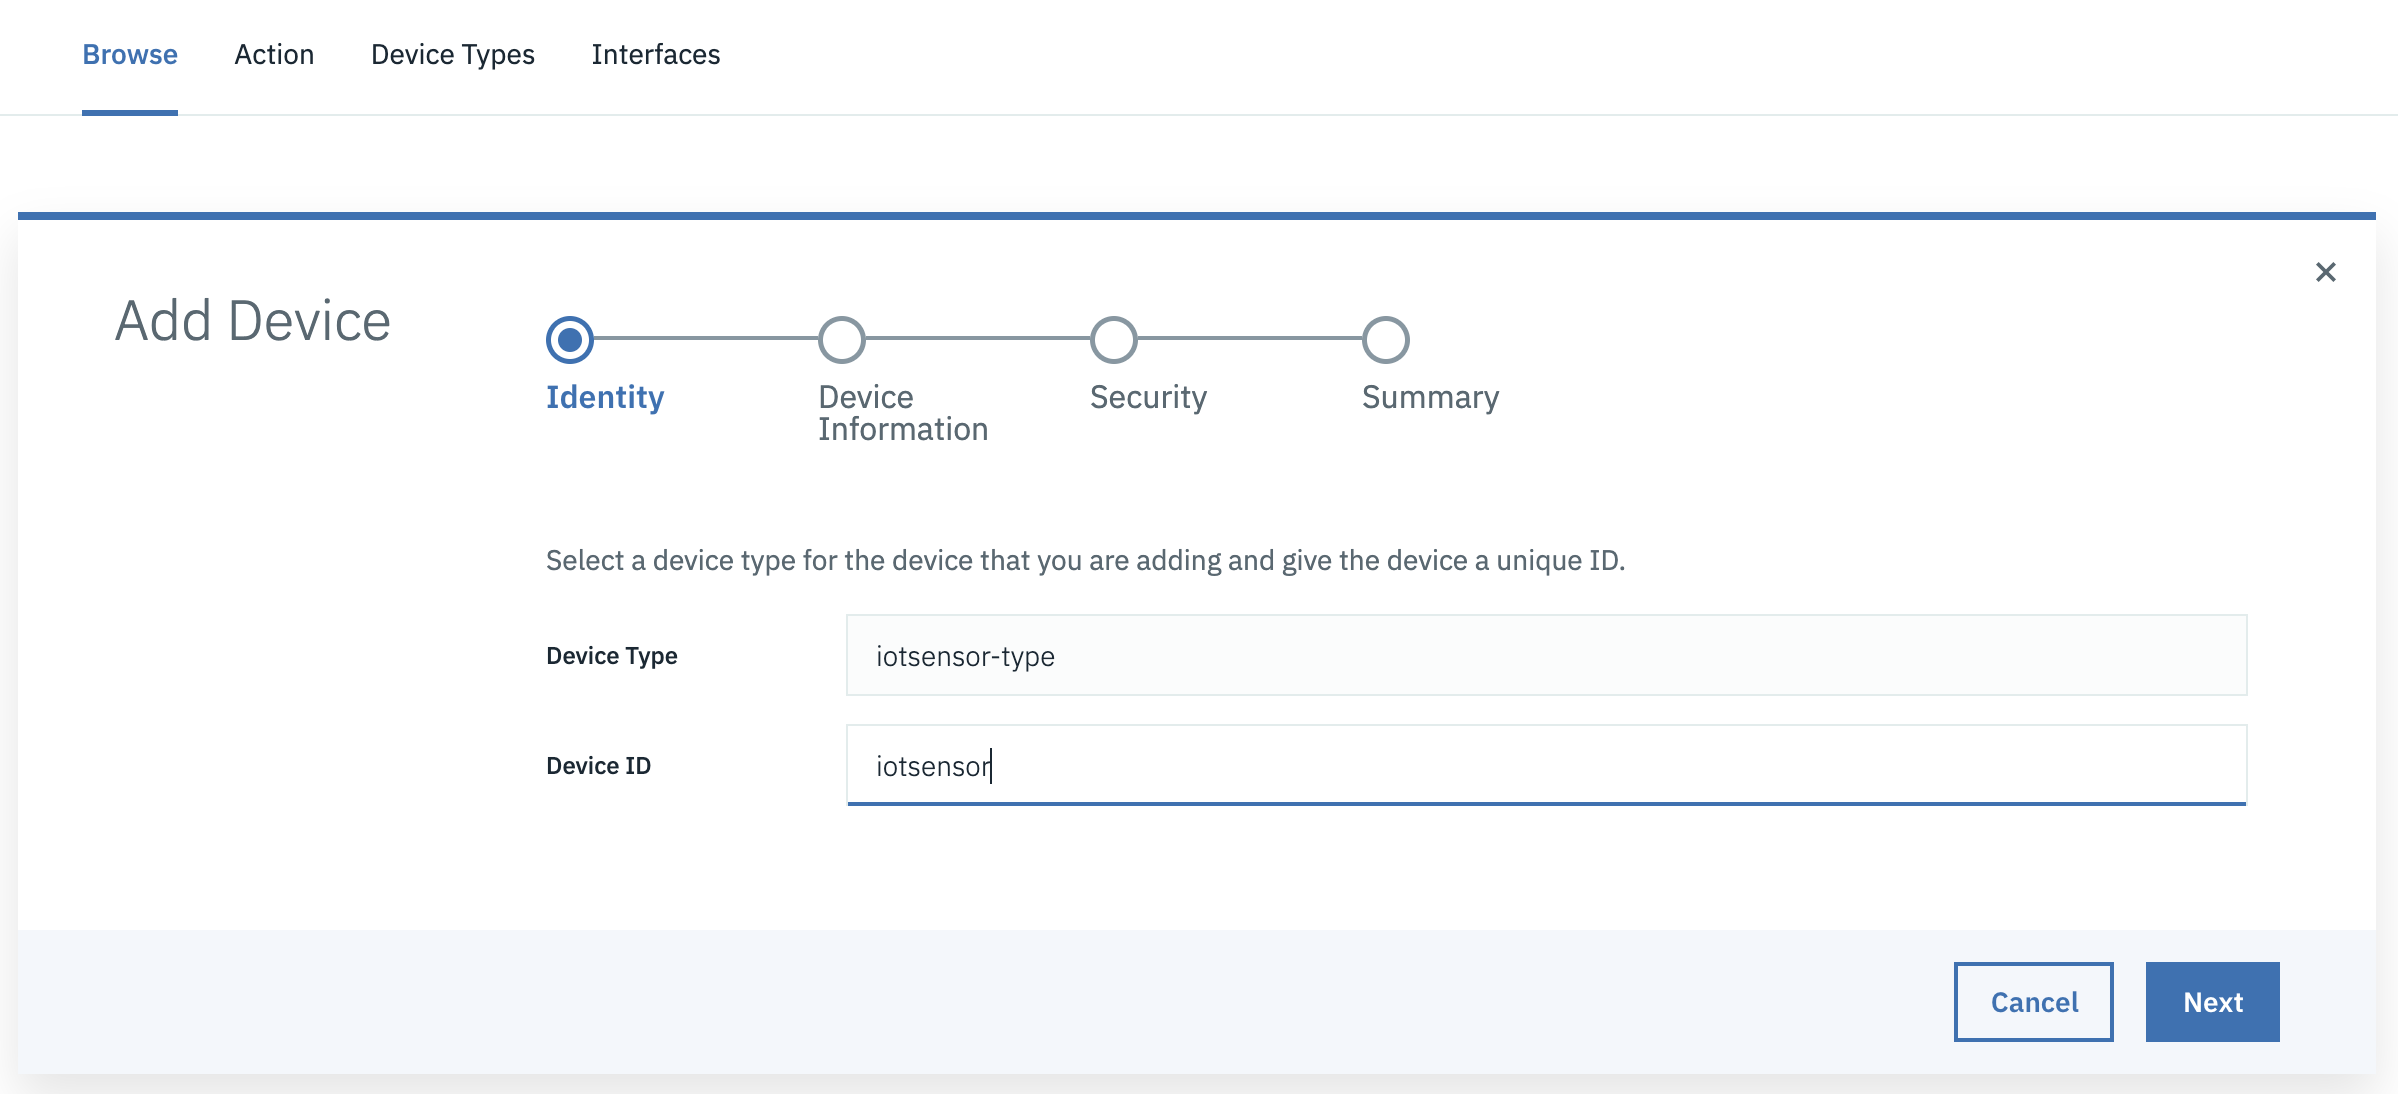 Browse Action Device Types Interfaces
Add Device
Identity
Device
Information
Security
Summary
Select a device type for the device that you are adding and give the device a unique ID.
Device Type
iotsensor-type
Device ID
iotsensor
Cancel
Next